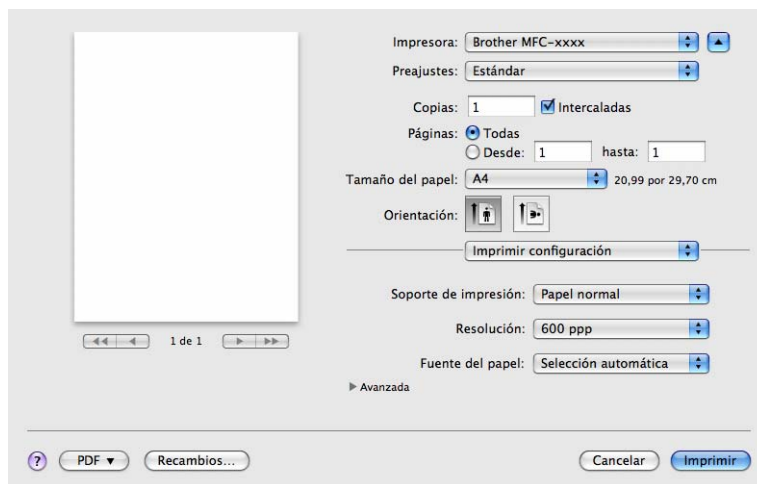 Impresora: Brother MFC-xxxx
Preajustes: Estándar
Copias: 1 Intercaladas
Páginas: Todas
Desde: 1 hasta: 1
Tamaño del papel: A4 20,99 por 29,70 cm
Orientación:
Imprimir configuración
Soporte de impresión: Papel normal
Resolución: 600 ppp
Fuente del papel: Selección automática
Avanzada
1 de 1
? PDF Recambios... Cancelar Imprimir